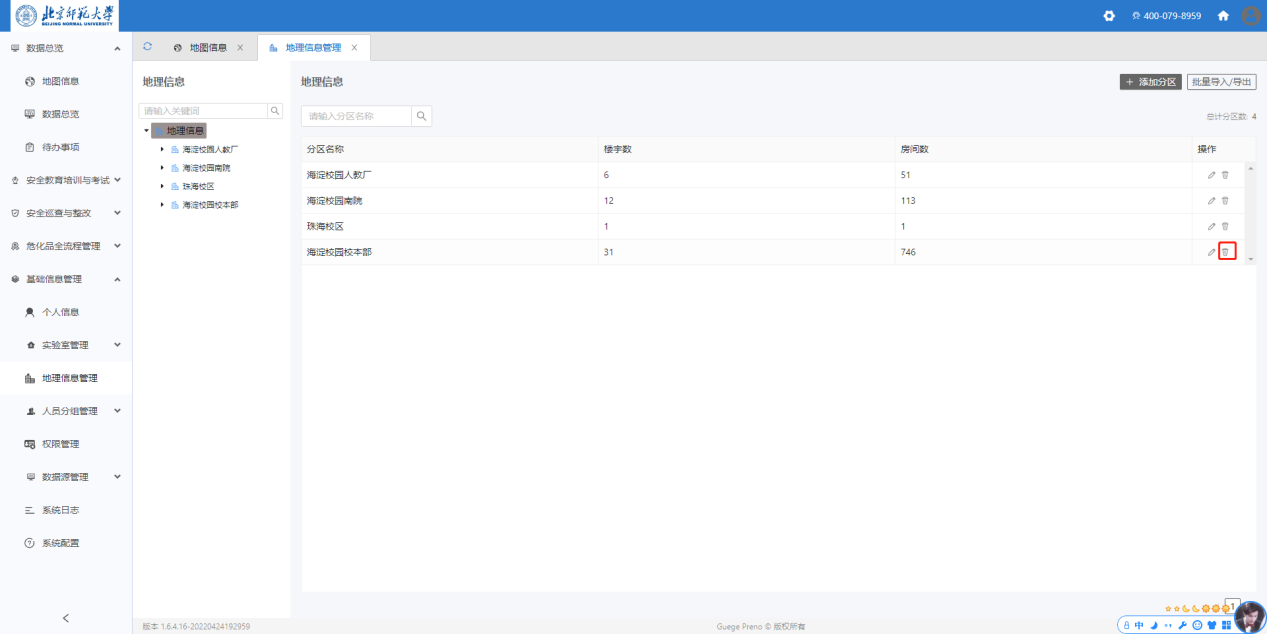 北京师范大学
BEIJING NORMAL UNIVERSITY
400-079-8959
数据总览
地图信息
数据总览
待办事项
安全教育培训与考试
安全巡查与整改
危化品全流程管理
基础信息管理
个人信息
实验室管理
地理信息管理
人员分组管理
权限管理
数据源管理
系统日志
系统配置
地图信息
地理信息管理
地理信息
请输入关键词
地理信息
海淀校园人教厂
海淀校园南院
珠海校区
海淀校园校本部
地理信息
添加分区
批量导入/导出
请输入分区名称
总计分区数: 4
分区名称 楼宇数 房间数 操作
海淀校园人教厂 6 51
海淀校园南院 12 113
珠海校区 1 1
海淀校园校本部 31 746
1
中
版本 1.6.4.16-20220424192959
Guege Preno © 版权所有